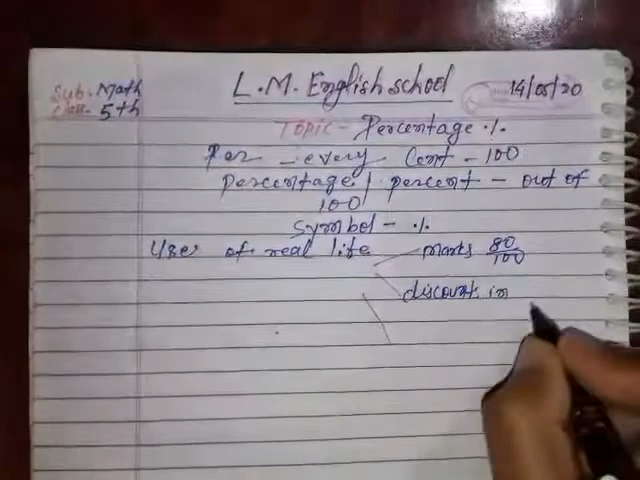 Sub- Math
L.M. English school
14/05/20
Class- 5th
Topic- Percentage %
Per - every Cent - 100
Percentage / percent - out of
100
Symbol - %
Uses of real life
marks 80/100
discount in